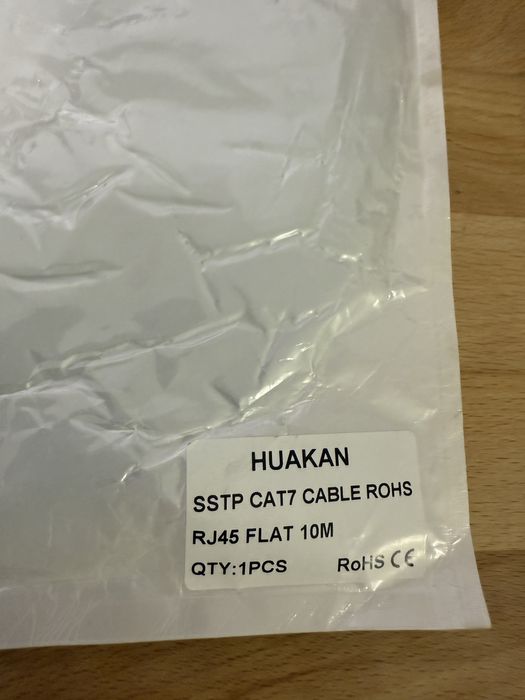 HUAKAN
SSTP CAT7 CABLE ROHS
RJ45 FLAT 10M
QTY:1PCS RoHS CE